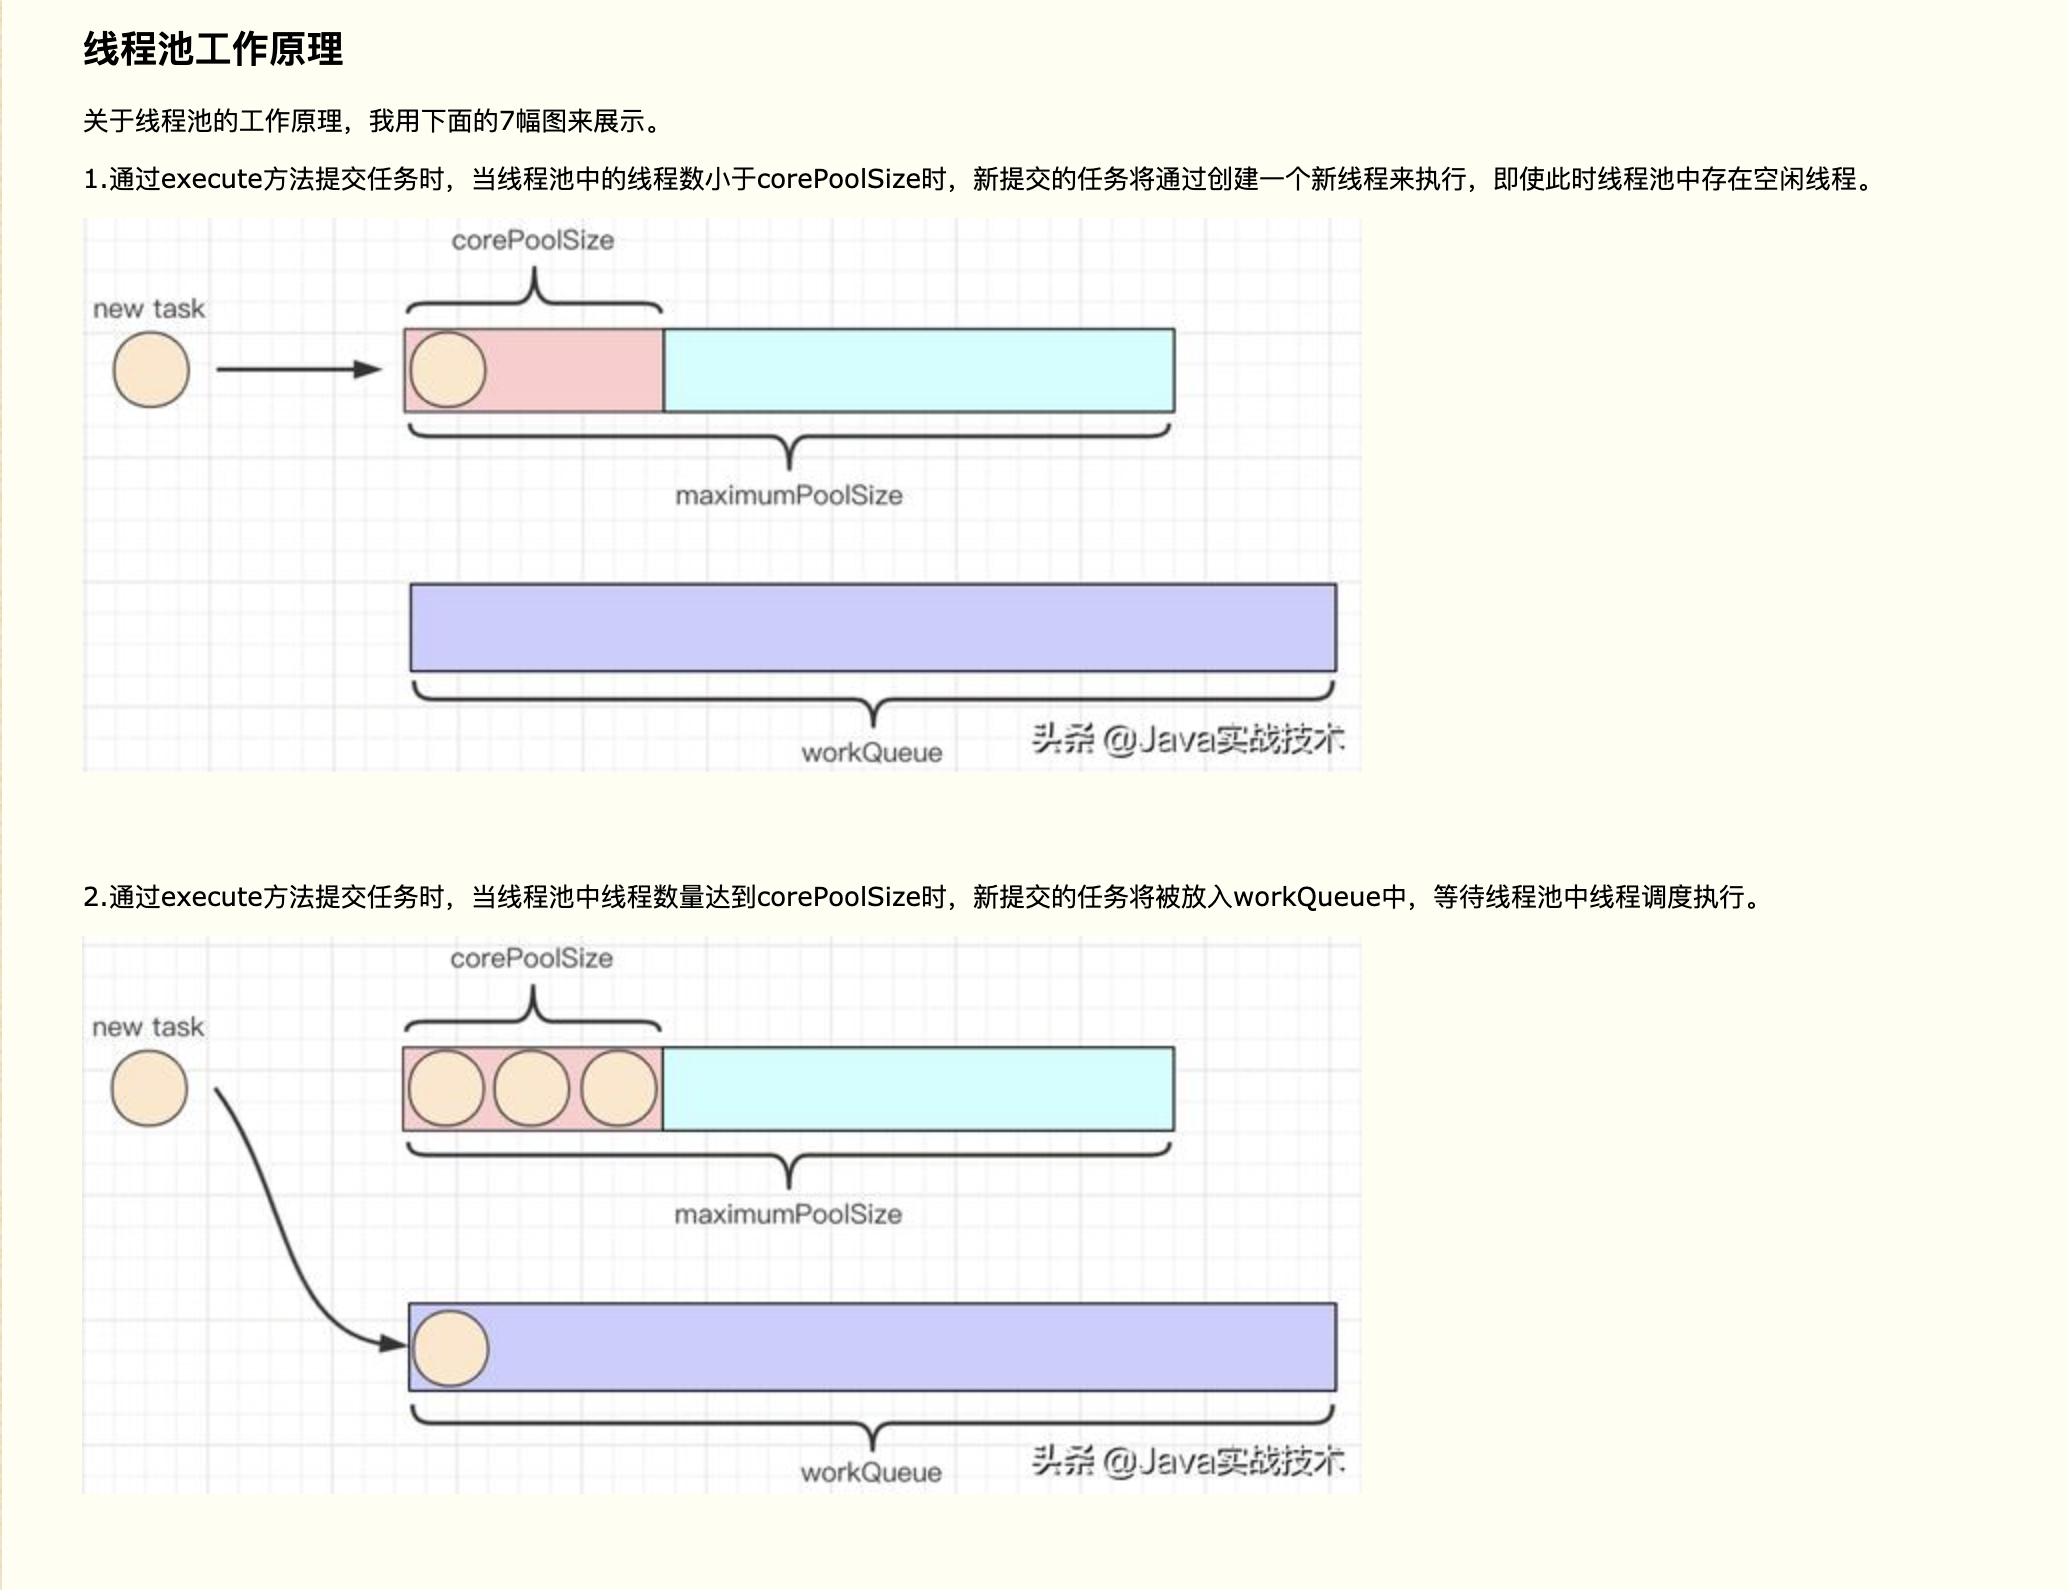 线程池工作原理
关于线程池的工作原理，我用下面的7幅图来展示。
1.通过execute方法提交任务时，当线程池中的线程数小于corePoolSize时，新提交的任务将通过创建一个新线程来执行，即使此时线程池中存在空闲线程。
corePoolSize
new task
maximumPoolSize
workQueue
头条 @Java实战技术
2.通过execute方法提交任务时，当线程池中线程数量达到corePoolSize时，新提交的任务将被放入workQueue中，等待线程池中线程调度执行。
corePoolSize
new task
maximumPoolSize
workQueue
头条 @Java实战技术